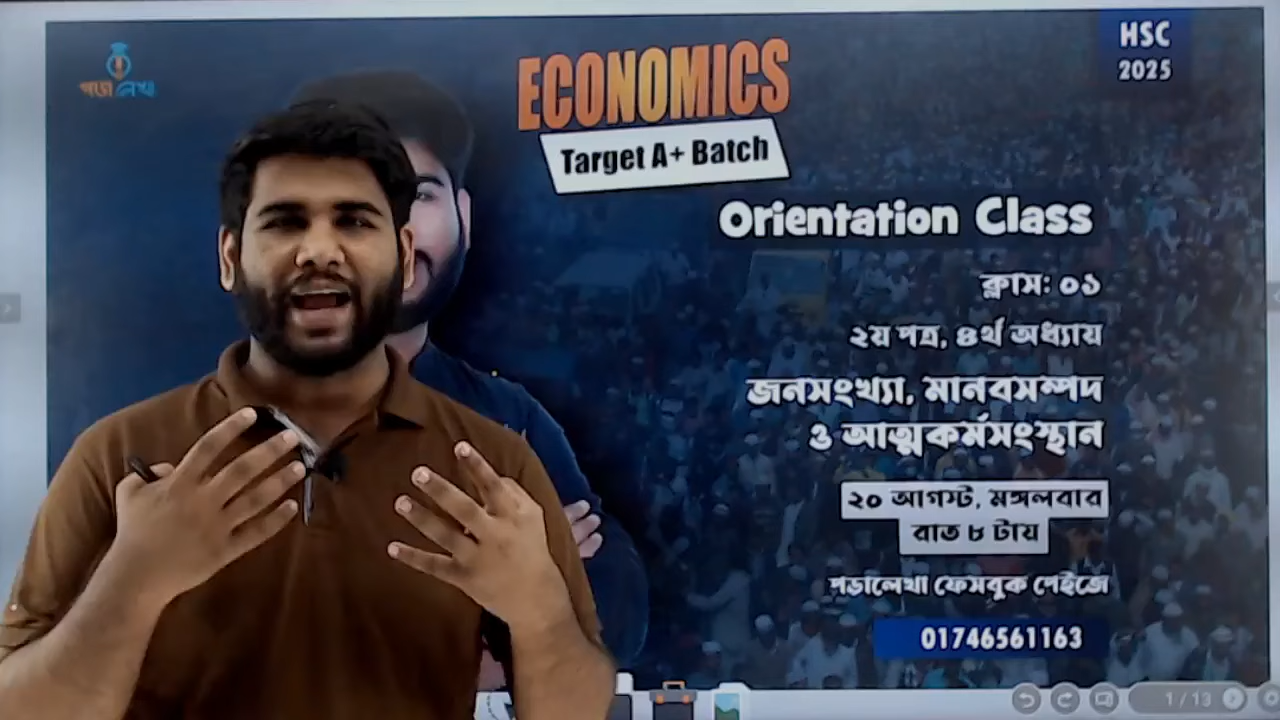 পড়ালেখা
ECONOMICS
Target A+ Batch
HSC
2025
Orientation Class
ক্লাস: ০১
২য় পত্র, ৪র্থ অধ্যায়
জনসংখ্যা, মানবসম্পদ
ও আত্মকর্মসংস্থান
২০ আগস্ট, মঙ্গলবার
রাত ৮ টায়
পড়ালেখা ফেসবুক পেইজে
01746561163
1 / 13